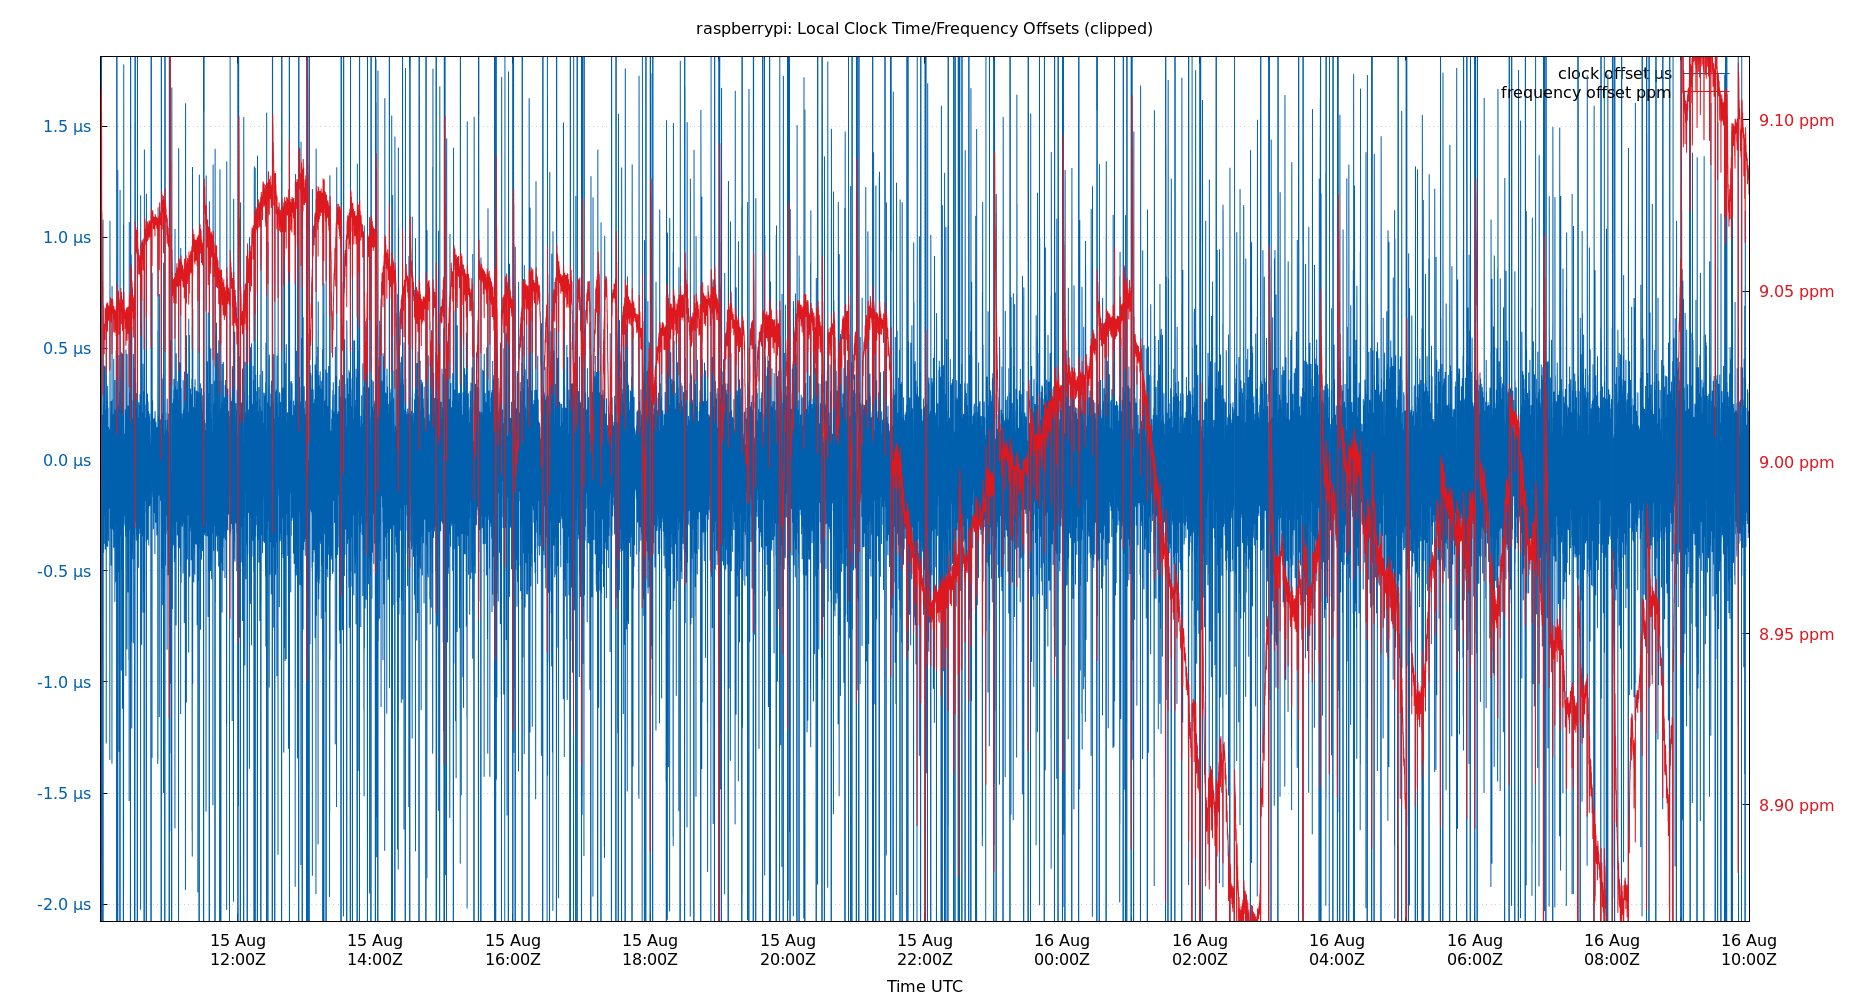 raspberrypi: Local Clock Time/Frequency Offsets (clipped)
clock offset µs
frequency offset ppm
1.5 µs
1.0 µs
0.5 µs
0.0 µs
-0.5 µs
-1.0 µs
-1.5 µs
-2.0 µs
9.10 ppm
9.05 ppm
9.00 ppm
8.95 ppm
8.90 ppm
15 Aug 12:00Z
15 Aug 14:00Z
15 Aug 16:00Z
15 Aug 18:00Z
15 Aug 20:00Z
15 Aug 22:00Z
16 Aug 00:00Z
16 Aug 02:00Z
16 Aug 04:00Z
16 Aug 06:00Z
16 Aug 08:00Z
16 Aug 10:00Z
Time UTC